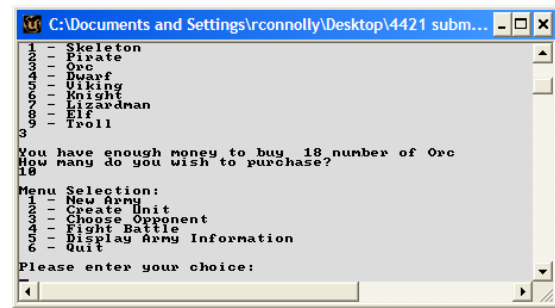 C:\Documents and Settings\rconnolly\Desktop\4421 subm...
1 - Skeleton
2 - Pirate
3 - Orc
4 - Dwarf
5 - Viking
6 - Knight
7 - Lizardman
8 - Elf
9 - Troll
3
You have enough money to buy  18 number of Orc
How many do you wish to purchase?
10
Menu Selection:
1 - New Army
2 - Create Unit
3 - Choose Opponent
4 - Fight Battle
5 - Display Army Information
6 - Quit
Please enter your choice: